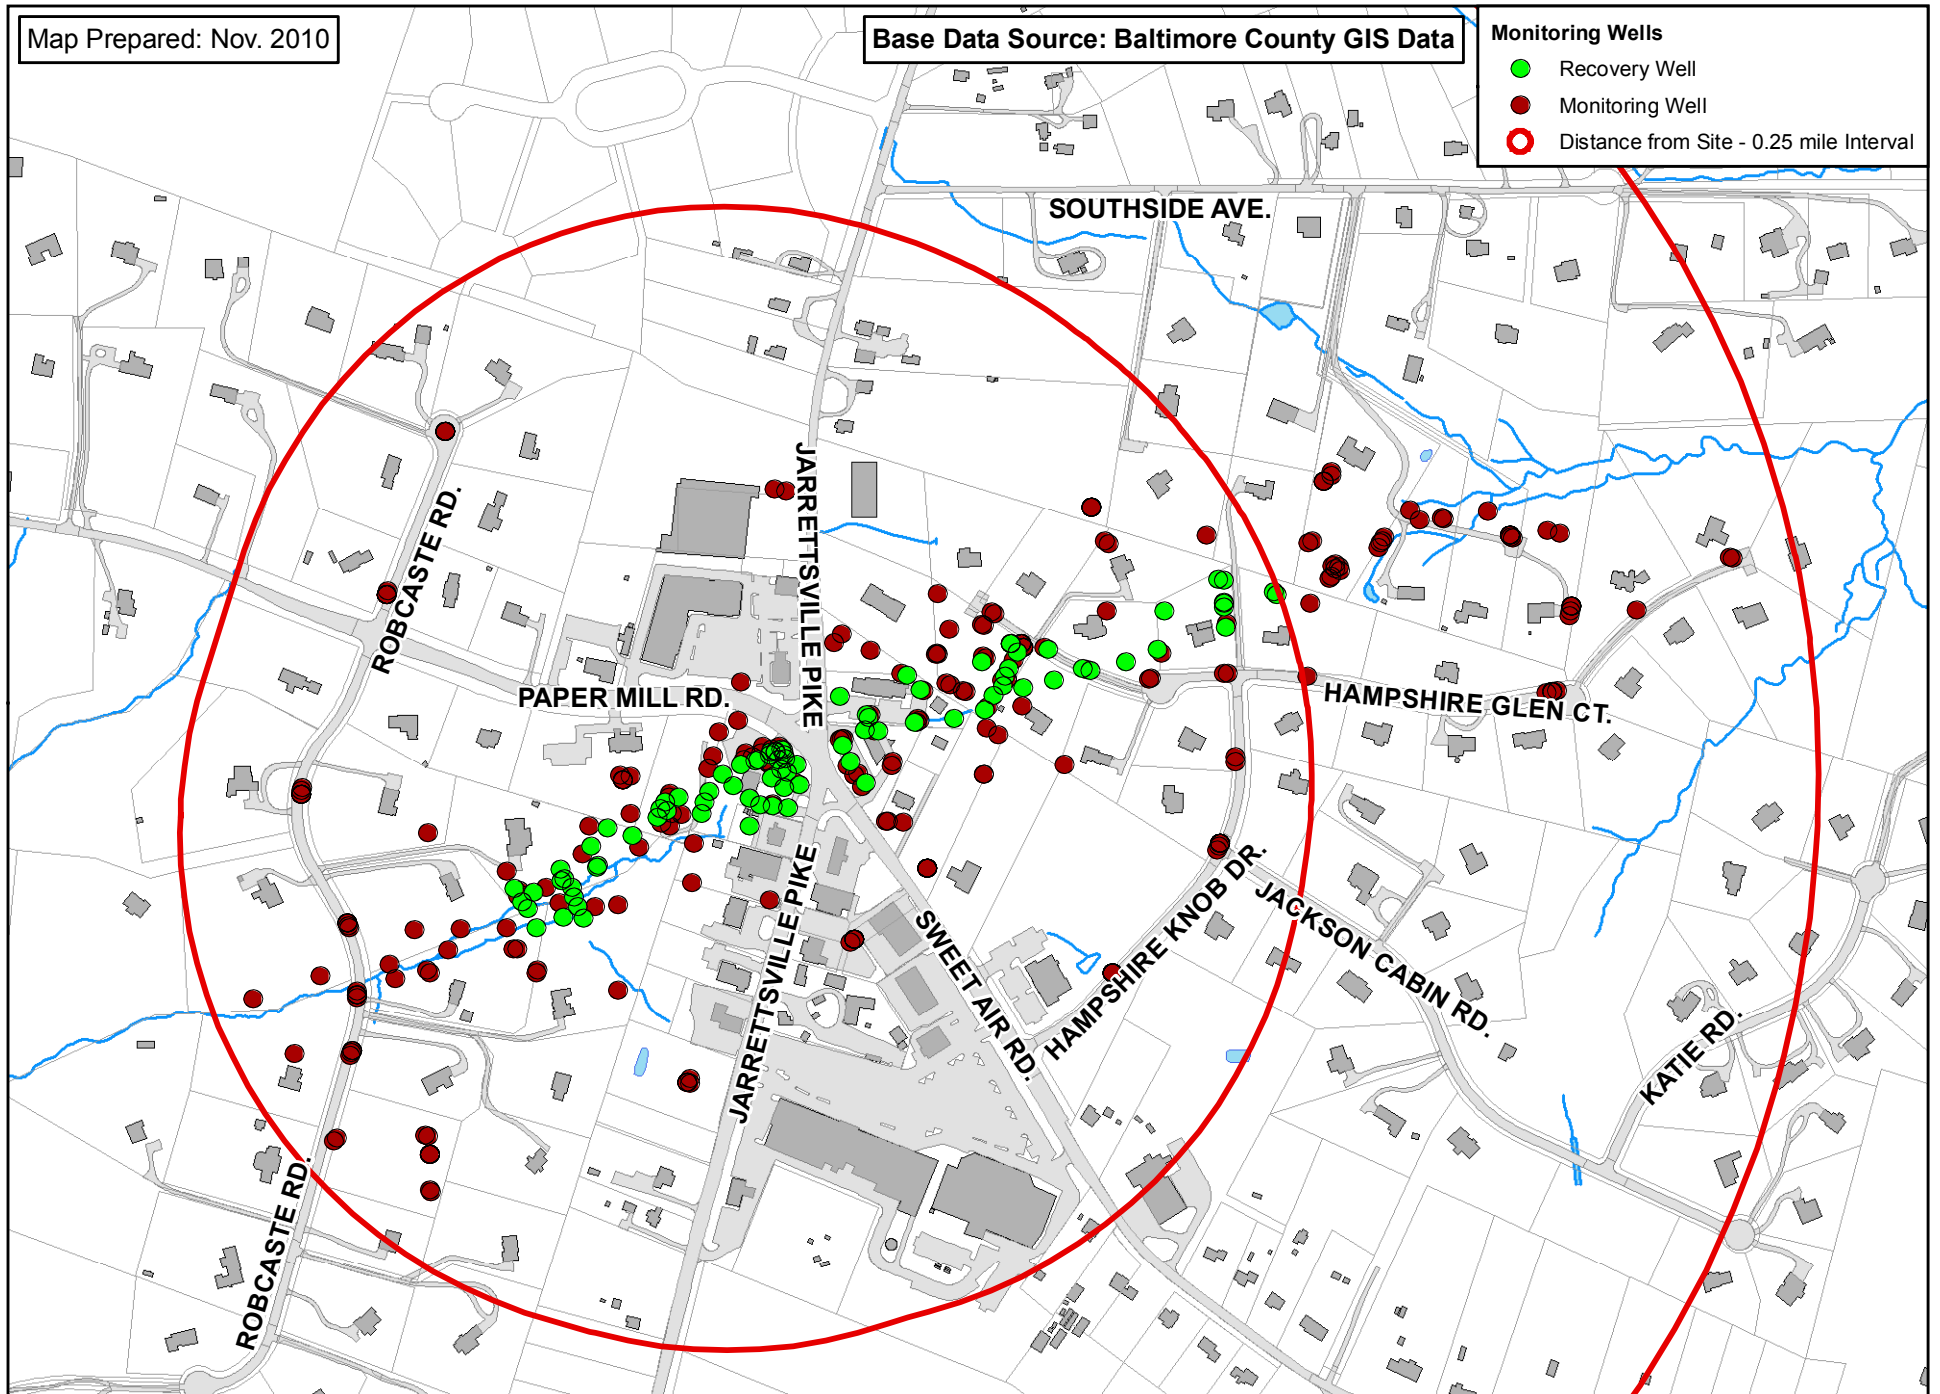 Map Prepared: Nov. 2010
Base Data Source: Baltimore County GIS Data
Monitoring Wells
Recovery Well
Monitoring Well
Distance from Site - 0.25 mile Interval
SOUTHSIDE AVE.
JARRETTSVILLE PIKE
ROBCASTE RD.
PAPER MILL RD.
HAMPSHIRE GLEN CT.
HAMPSHIRE KNOB DR.
JACKSON CABIN RD.
SWEET AIR RD.
JARRETTSVILLE PIKE
KATIE RD.
ROBCASTE RD.